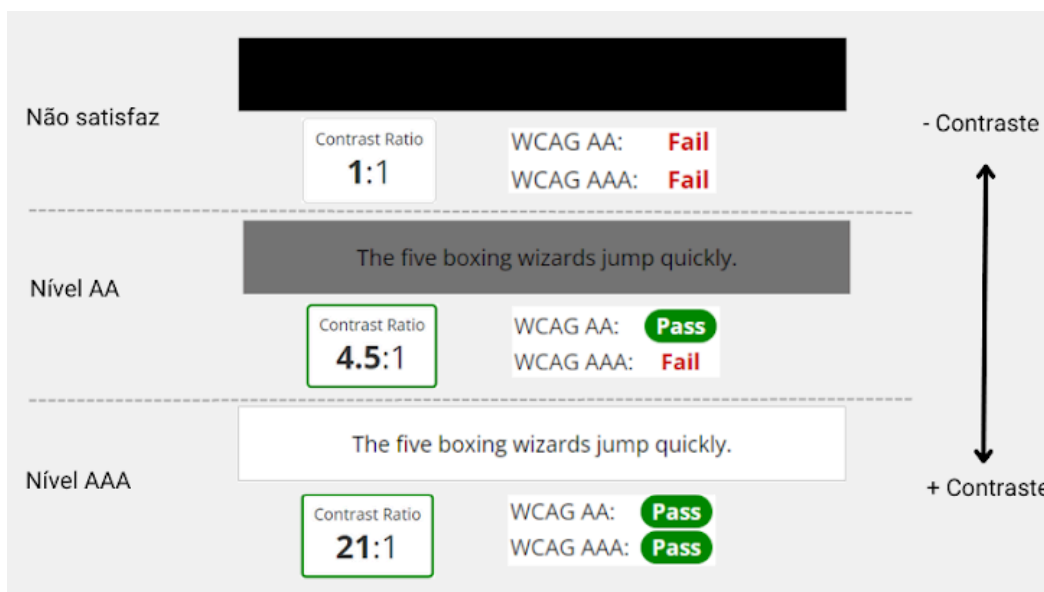 Não satisfaz
Contrast Ratio
1:1
WCAG AA: Fail
WCAG AAA: Fail
- Contraste
Nível AA
The five boxing wizards jump quickly.
Contrast Ratio
4.5:1
WCAG AA: Pass
WCAG AAA: Fail
Nível AAA
The five boxing wizards jump quickly.
Contrast Ratio
21:1
WCAG AA: Pass
WCAG AAA: Pass
+ Contraste